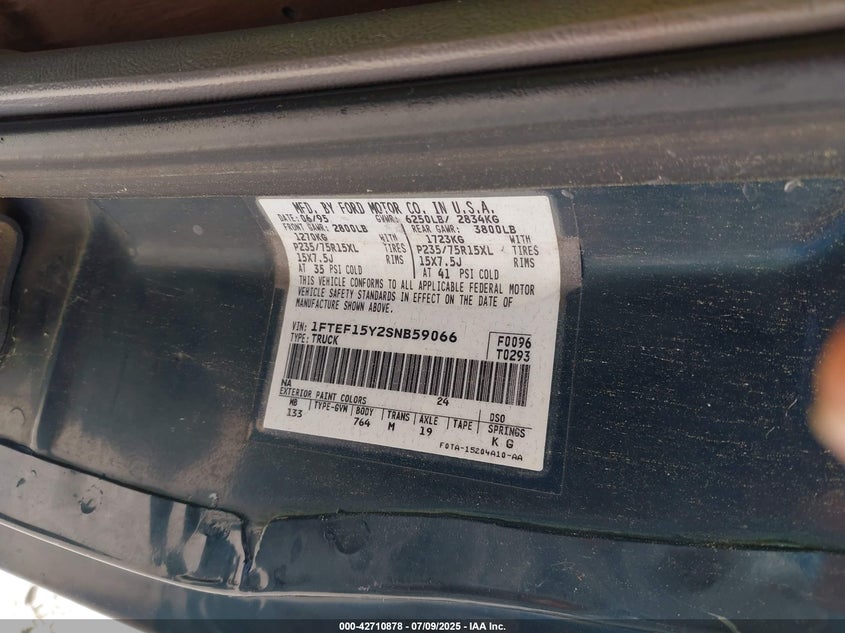 MFD. BY FORD MOTOR CO. IN U.S.A.
DATE: 06/95 GVWR: 6250LB/ 2834KG
FRONT GAWR: 2800LB REAR GAWR: 3800LB
1270KG WITH 1723KG WITH
P235/75R15XL TIRES P235/75R15XL TIRES
15X7.5J RIMS 15X7.5J RIMS
AT 35 PSI COLD AT 41 PSI COLD
THIS VEHICLE CONFORMS TO ALL APPLICABLE FEDERAL MOTOR
VEHICLE SAFETY STANDARDS IN EFFECT ON THE DATE OF
MANUFACTURE SHOWN ABOVE.
VIN: 1FTEF15Y2SNB59066 F0096
TYPE: TRUCK T0293
NA 24
EXTERIOR PAINT COLORS DSO
WB TYPE-GVW BODY TRANS AXLE TAPE SPRINGS
133 764 M 19 K G
F0TA-15204A10-AA
000-42710878 - 07/09/2025 - IAA Inc.